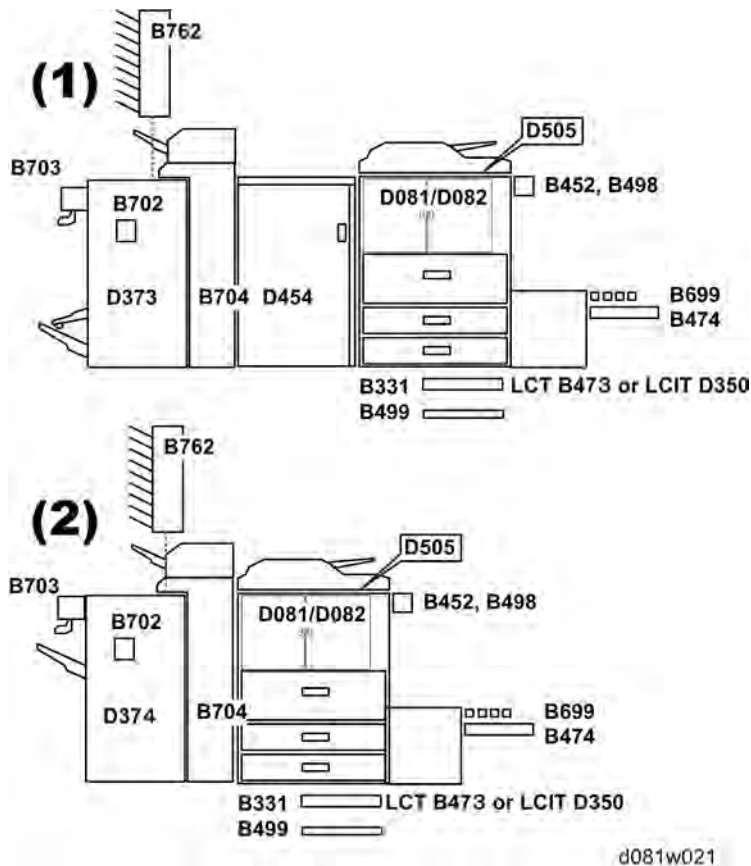 B762
(1)
D505
B703
B452, B498
B702
D081/D082
D373
B704
D454
B699
B474
B331
LCT B473 or LCIT D350
B499
B762
(2)
D505
B703
B452, B498
B702
D081/D082
D374
B704
B699
B474
B331
LCT B473 or LCIT D350
B499
d081w021